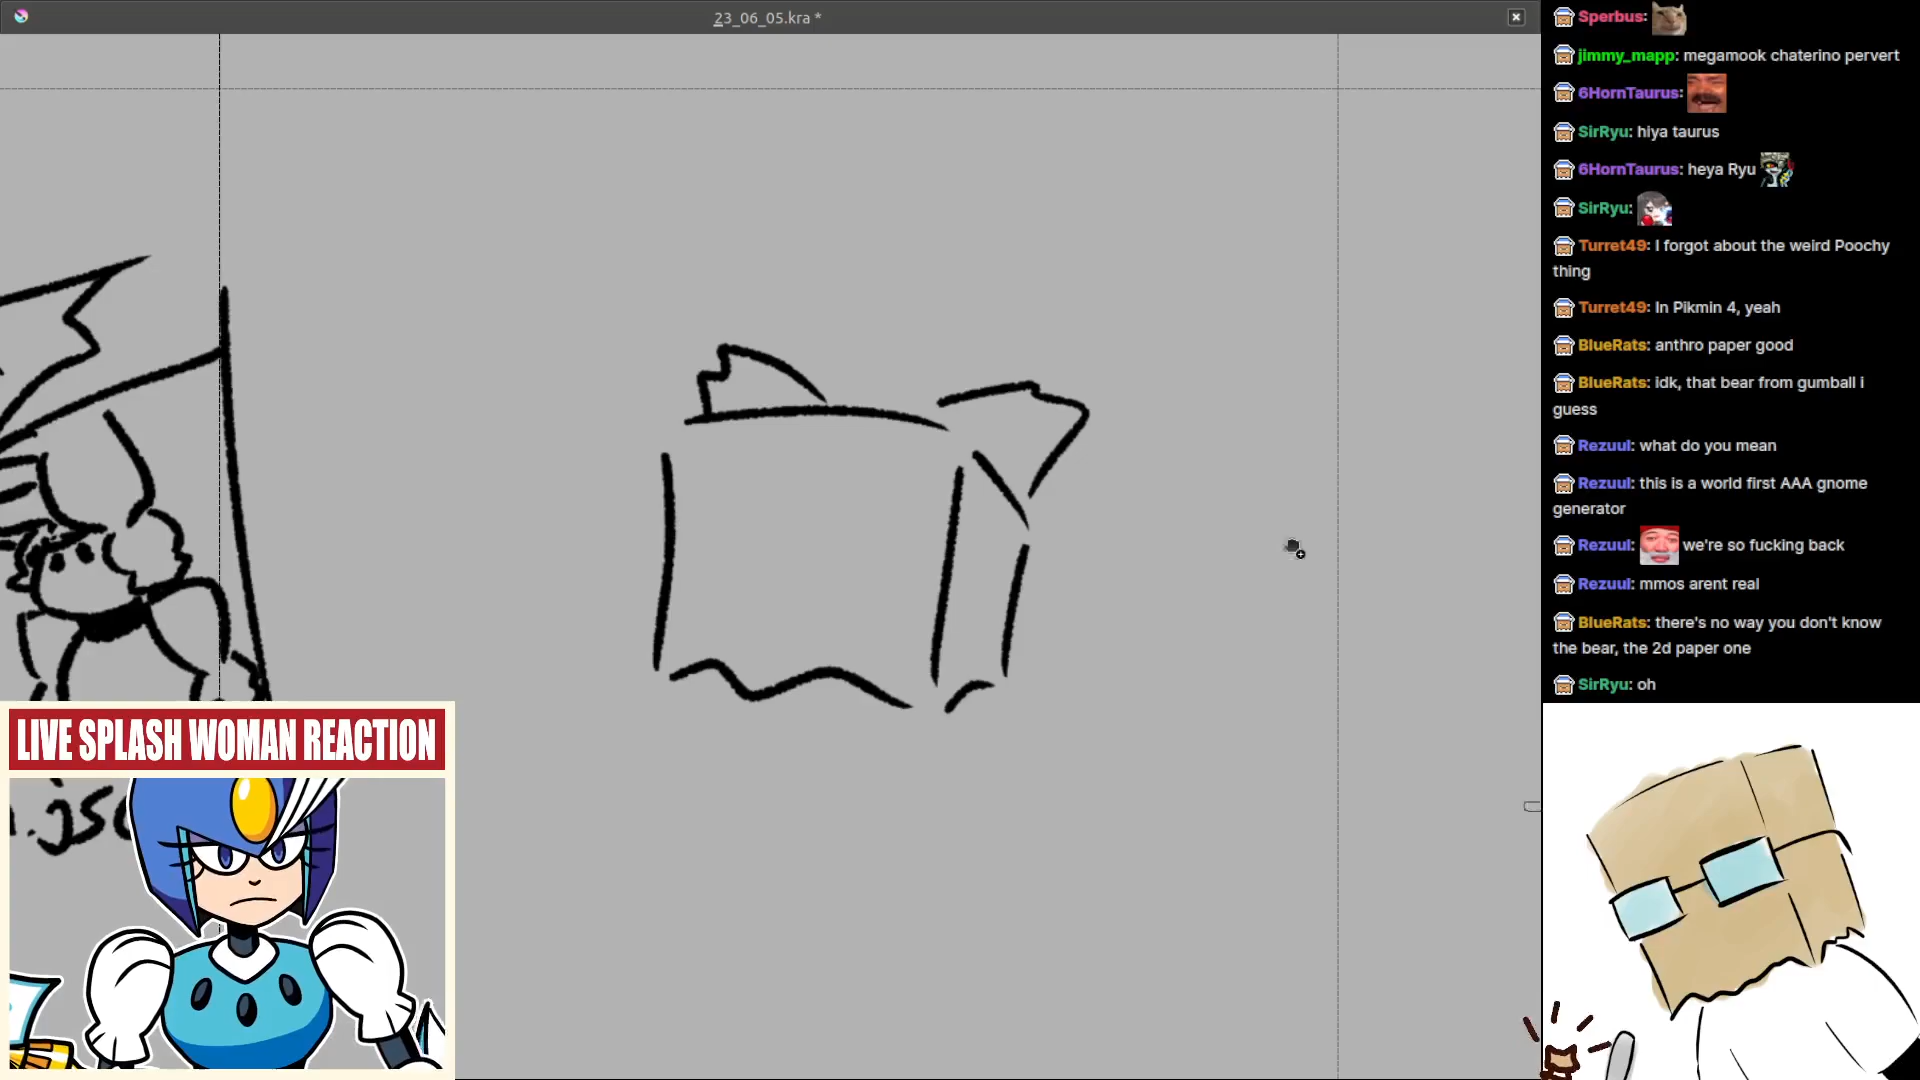 23_06_05.kra *
Sperbus:
jimmy_mapp: megamook chaterino pervert
6HornTaurus:
SirRyu: hiya taurus
6HornTaurus: heya Ryu
SirRyu:
Turret49: I forgot about the weird Poochy
thing
Turret49: In Pikmin 4, yeah
BlueRats: anthro paper good
BlueRats: idk, that bear from gumball i
guess
Rezuul: what do you mean
Rezuul: this is a world first AAA gnome
generator
Rezuul: we're so fucking back
Rezuul: mmos arent real
BlueRats: there's no way you don't know
the bear, the 2d paper one
SirRyu: oh
LIVE SPLASH WOMAN REACTION